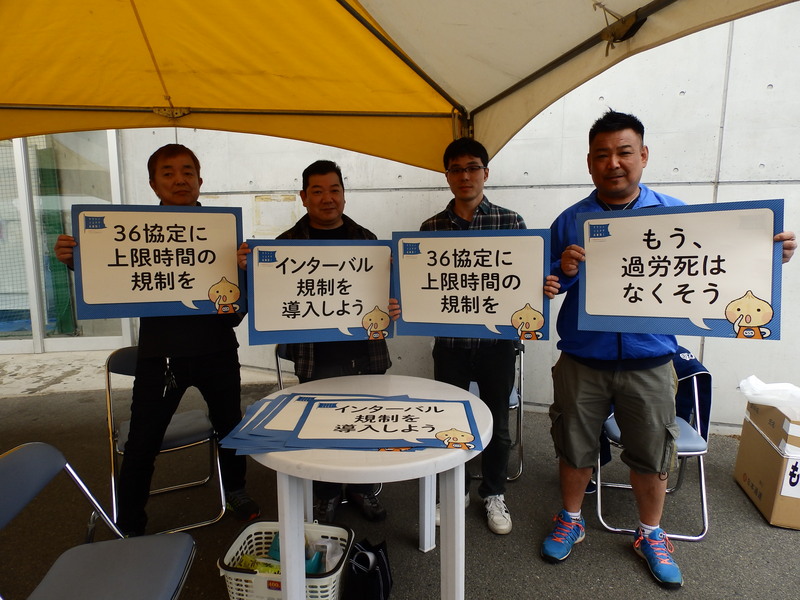 36協定に
上限時間の
規制を
インターバル
規制を
導入しよう
36協定に
上限時間の
規制を
もう、
過労死は
なくそう
インターバル
規制を
導入しよう
も